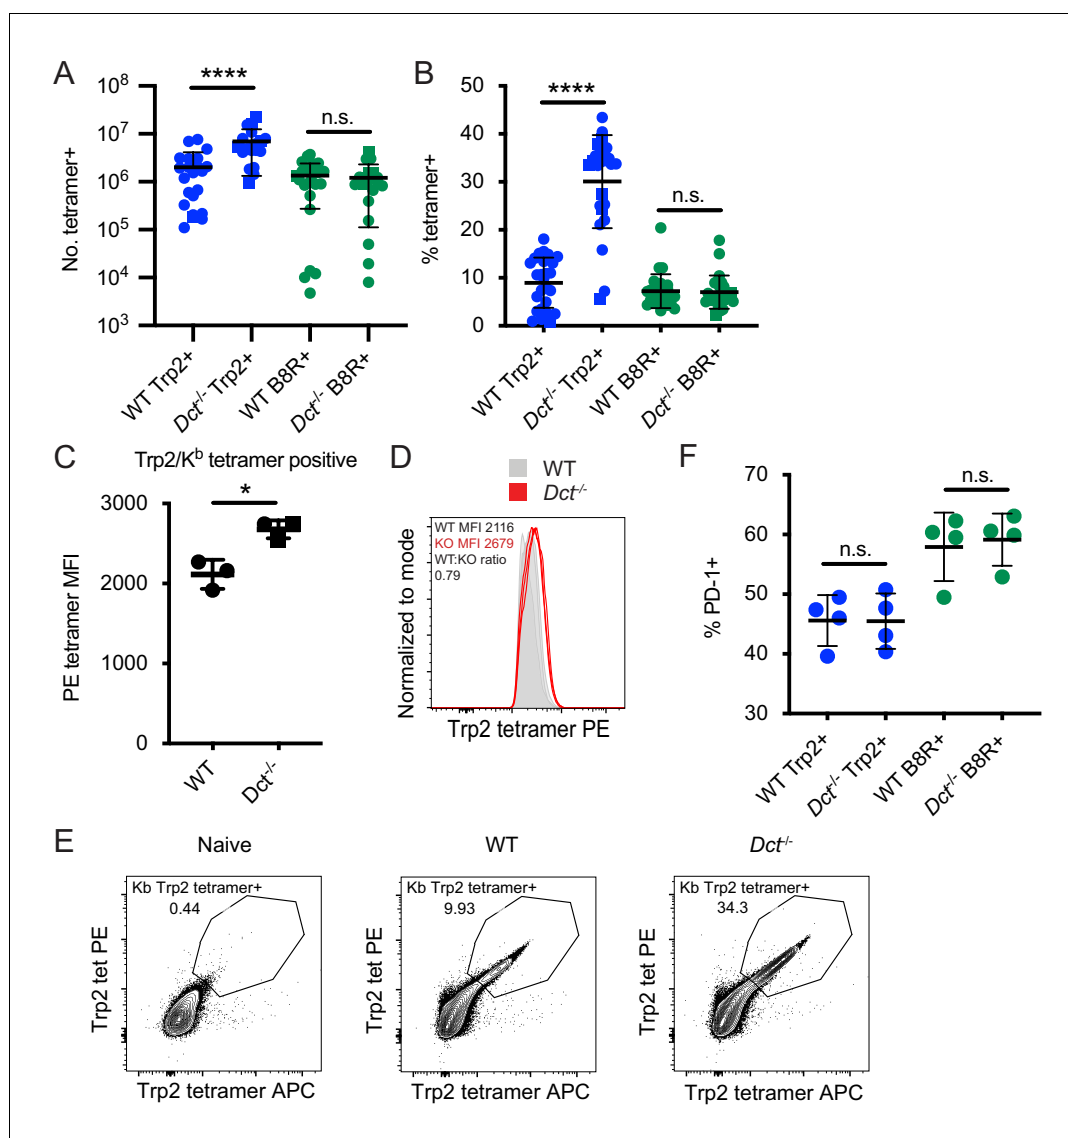 A
No. tetramer+
10⁸
10⁷
10⁶
10⁵
10⁴
10³
****
n.s.
WT Trp2+
Dct⁻/⁻ Trp2+
WT B8R+
Dct⁻/⁻ B8R+
B
% tetramer+
50
40
30
20
10
0
****
n.s.
n.s.
WT Trp2+
Dct⁻/⁻ Trp2+
WT B8R+
Dct⁻/⁻ B8R+
C
Trp2/Kᵇ tetramer positive
PE tetramer MFI
3000
2000
1000
0
*
WT
Dct⁻/⁻
D
WT
Dct⁻/⁻
WT MFI 2116
KO MFI 2679
WT:KO ratio
0.79
Normalized to mode
Trp2 tetramer PE
F
% PD-1+
70
60
50
40
30
n.s.
n.s.
WT Trp2+
Dct⁻/⁻ Trp2+
WT B8R+
Dct⁻/⁻ B8R+
E
Naive
Kb Trp2 tetramer+
0.44
Trp2 tet PE
Trp2 tetramer APC
WT
Kb Trp2 tetramer+
9.93
Trp2 tet PE
Trp2 tetramer APC
Dct⁻/⁻
Kb Trp2 tetramer+
34.3
Trp2 tet PE
Trp2 tetramer APC